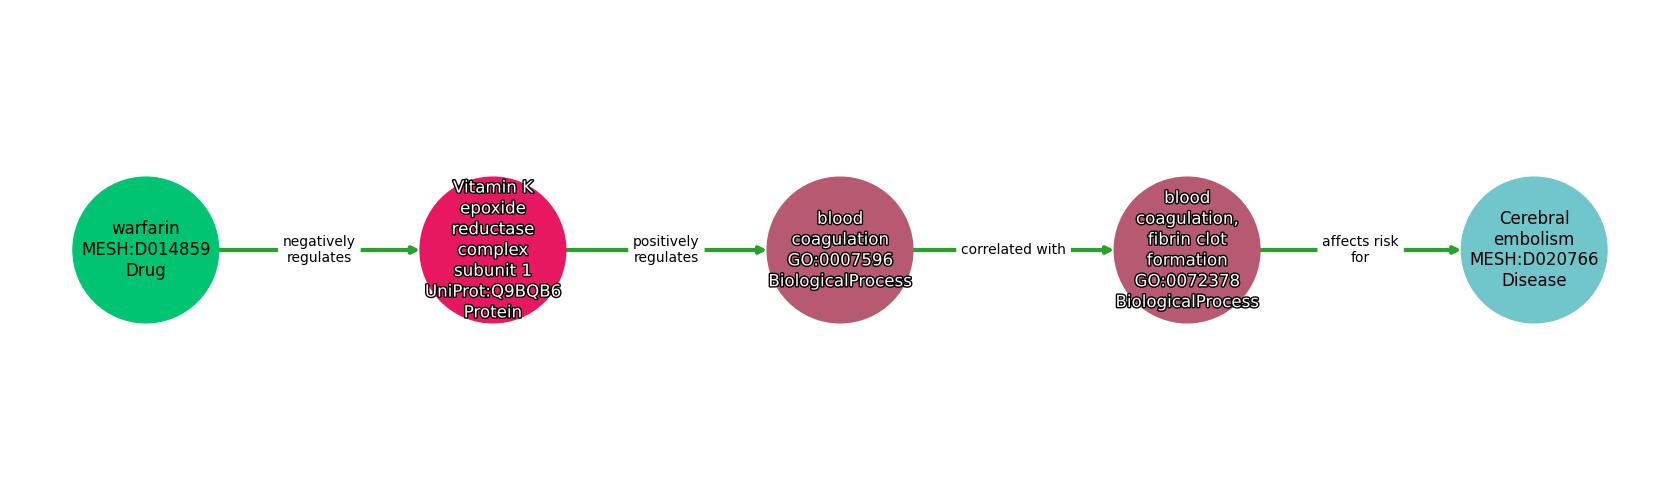 warfarin
MESH:D014859
Drug
negatively
regulates
Vitamin K
epoxide
reductase
complex
subunit 1
UniProt:Q9BQB6
Protein
positively
regulates
blood
coagulation
GO:0007596
BiologicalProcess
correlated with
blood
coagulation,
fibrin clot
formation
GO:0072378
BiologicalProcess
affects risk
for
Cerebral
embolism
MESH:D020766
Disease